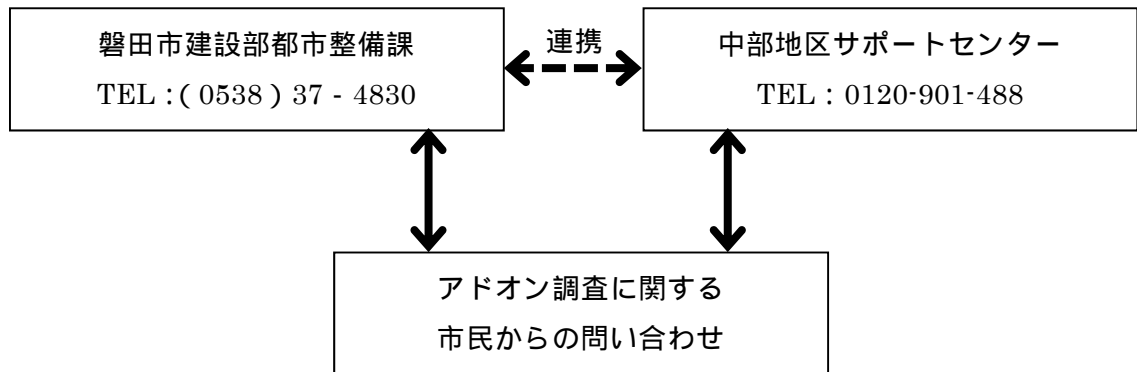 磐田市建設部都市整備課
TEL：(0538) 37 - 4830
連携
中部地区サポートセンター
TEL：0120-901-488
アドオン調査に関する
市民からの問い合わせ